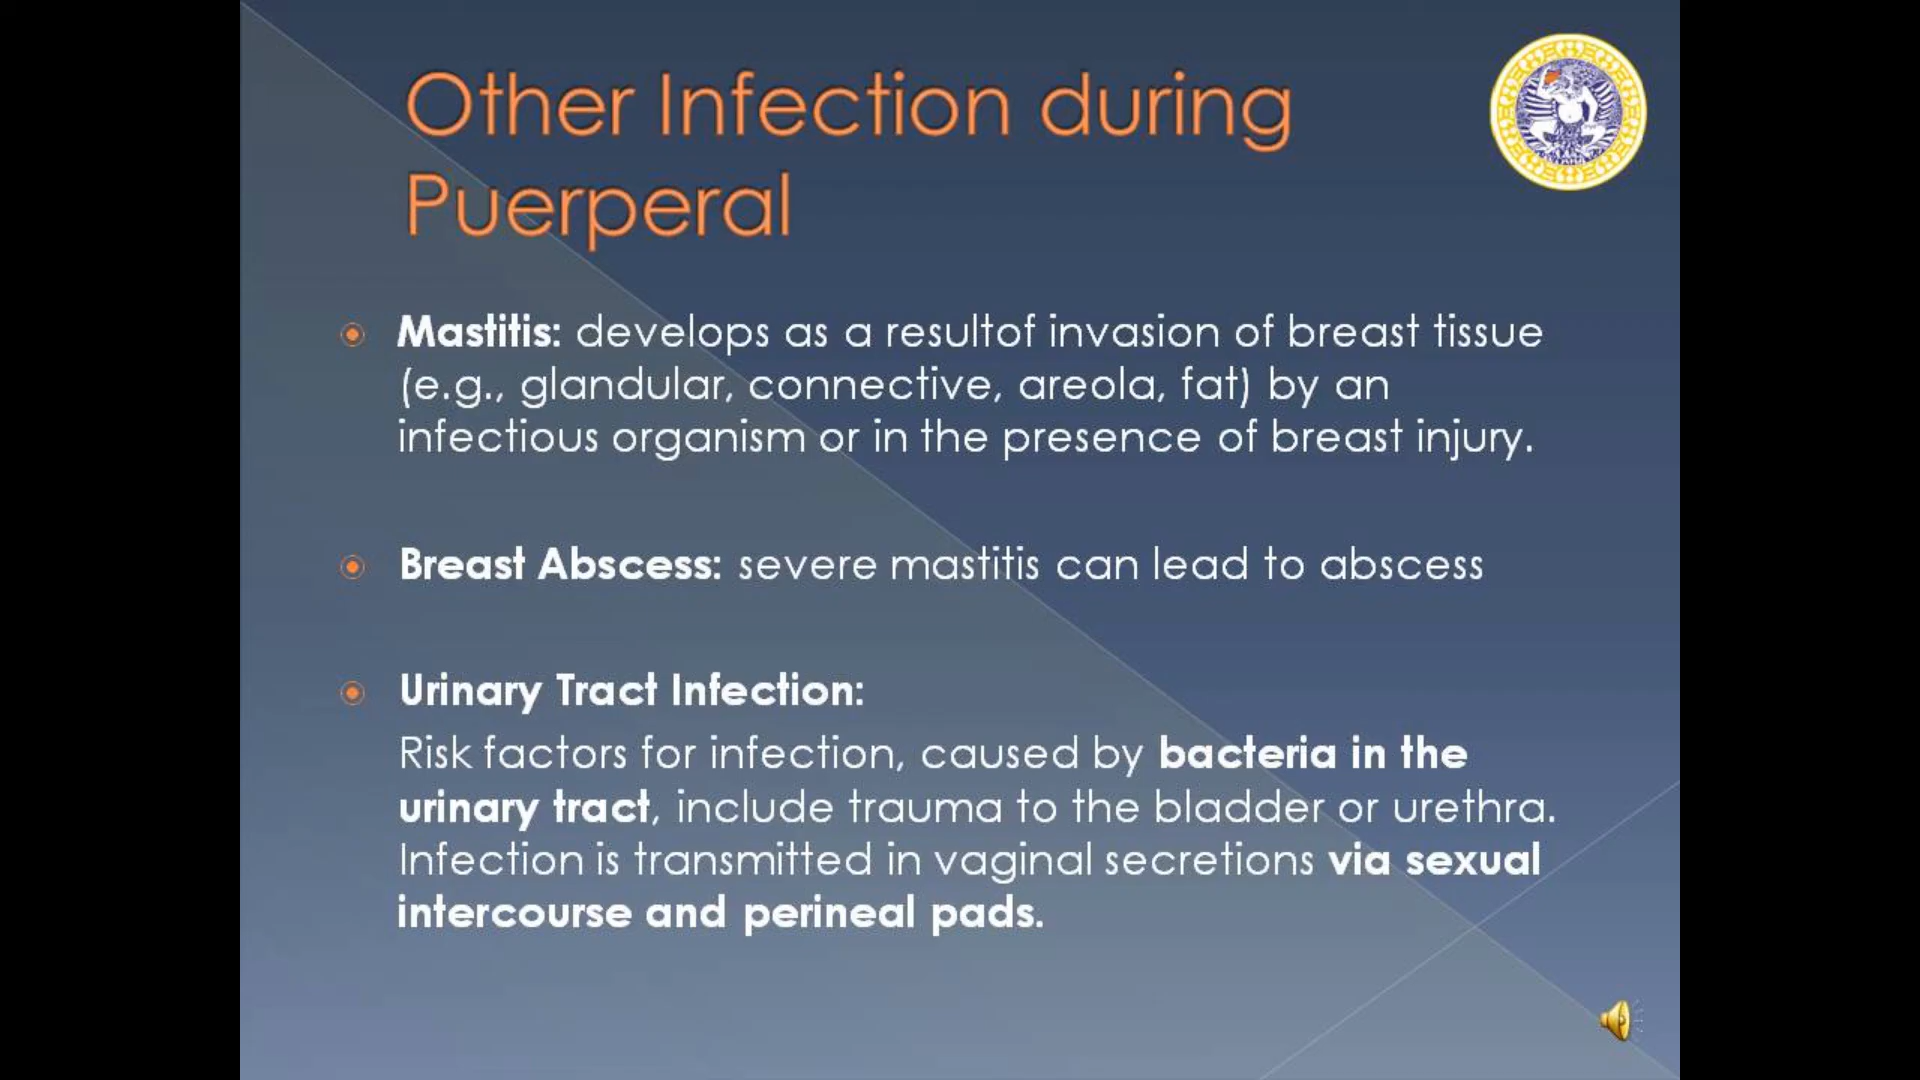 Other Infection during
Puerperal
Mastitis: develops as a resultof invasion of breast tissue
(e.g., glandular, connective, areola, fat) by an
infectious organism or in the presence of breast injury.
Breast Abscess: severe mastitis can lead to abscess
Urinary Tract Infection:
Risk factors for infection, caused by bacteria in the
urinary tract, include trauma to the bladder or urethra.
Infection is transmitted in vaginal secretions via sexual
intercourse and perineal pads.